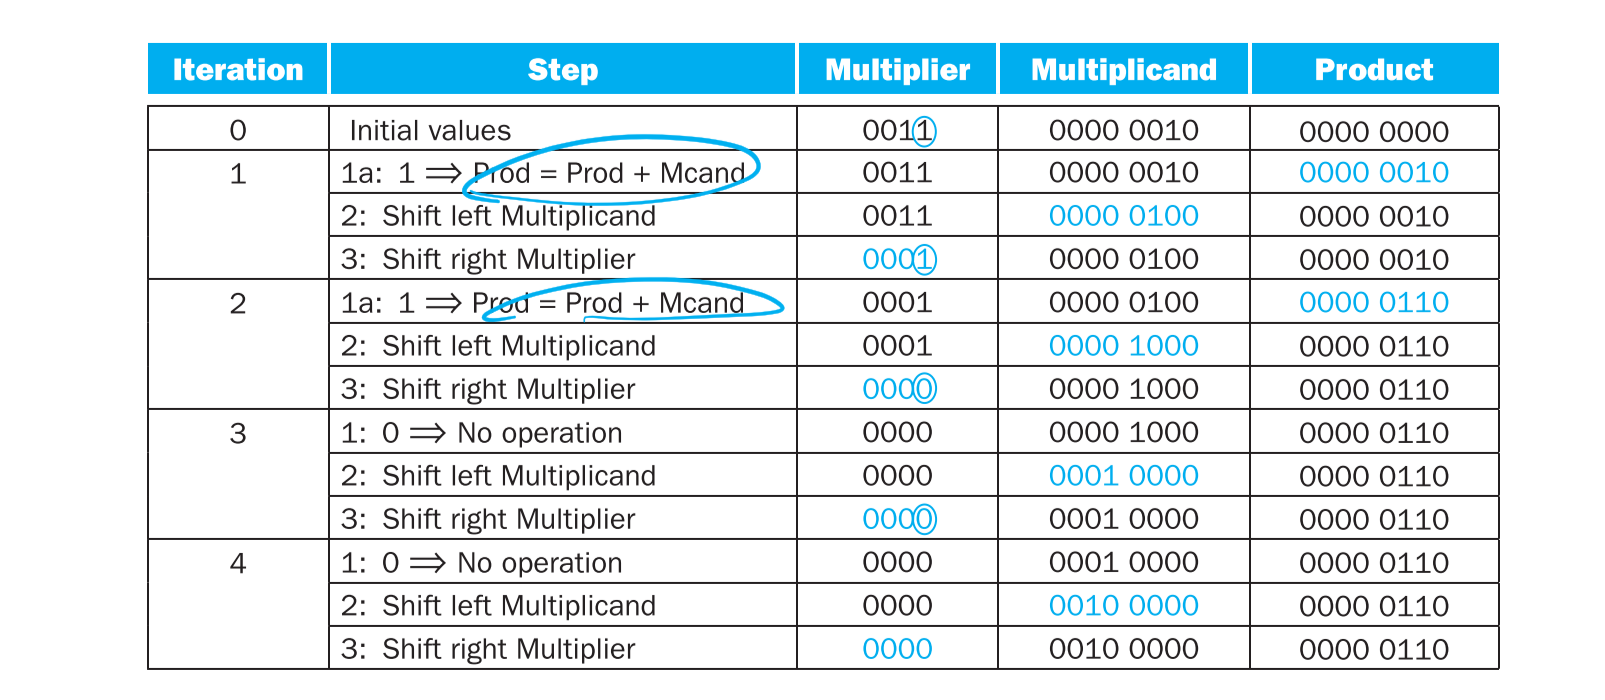 Iteration Step Multiplier Multiplicand Product
0 Initial values 0011 0000 0010 0000 0000
1 1a: 1 ⟹ Prod = Prod + Mcand 0011 0000 0010 0000 0010
2: Shift left Multiplicand 0011 0000 0100 0000 0010
3: Shift right Multiplier 0001 0000 0100 0000 0010
2 1a: 1 ⟹ Prod = Prod + Mcand 0001 0000 0100 0000 0110
2: Shift left Multiplicand 0001 0000 1000 0000 0110
3: Shift right Multiplier 0000 0000 1000 0000 0110
3 1: 0 ⟹ No operation 0000 0000 1000 0000 0110
2: Shift left Multiplicand 0000 0001 0000 0000 0110
3: Shift right Multiplier 0000 0001 0000 0000 0110
4 1: 0 ⟹ No operation 0000 0001 0000 0000 0110
2: Shift left Multiplicand 0000 0010 0000 0000 0110
3: Shift right Multiplier 0000 0010 0000 0000 0110